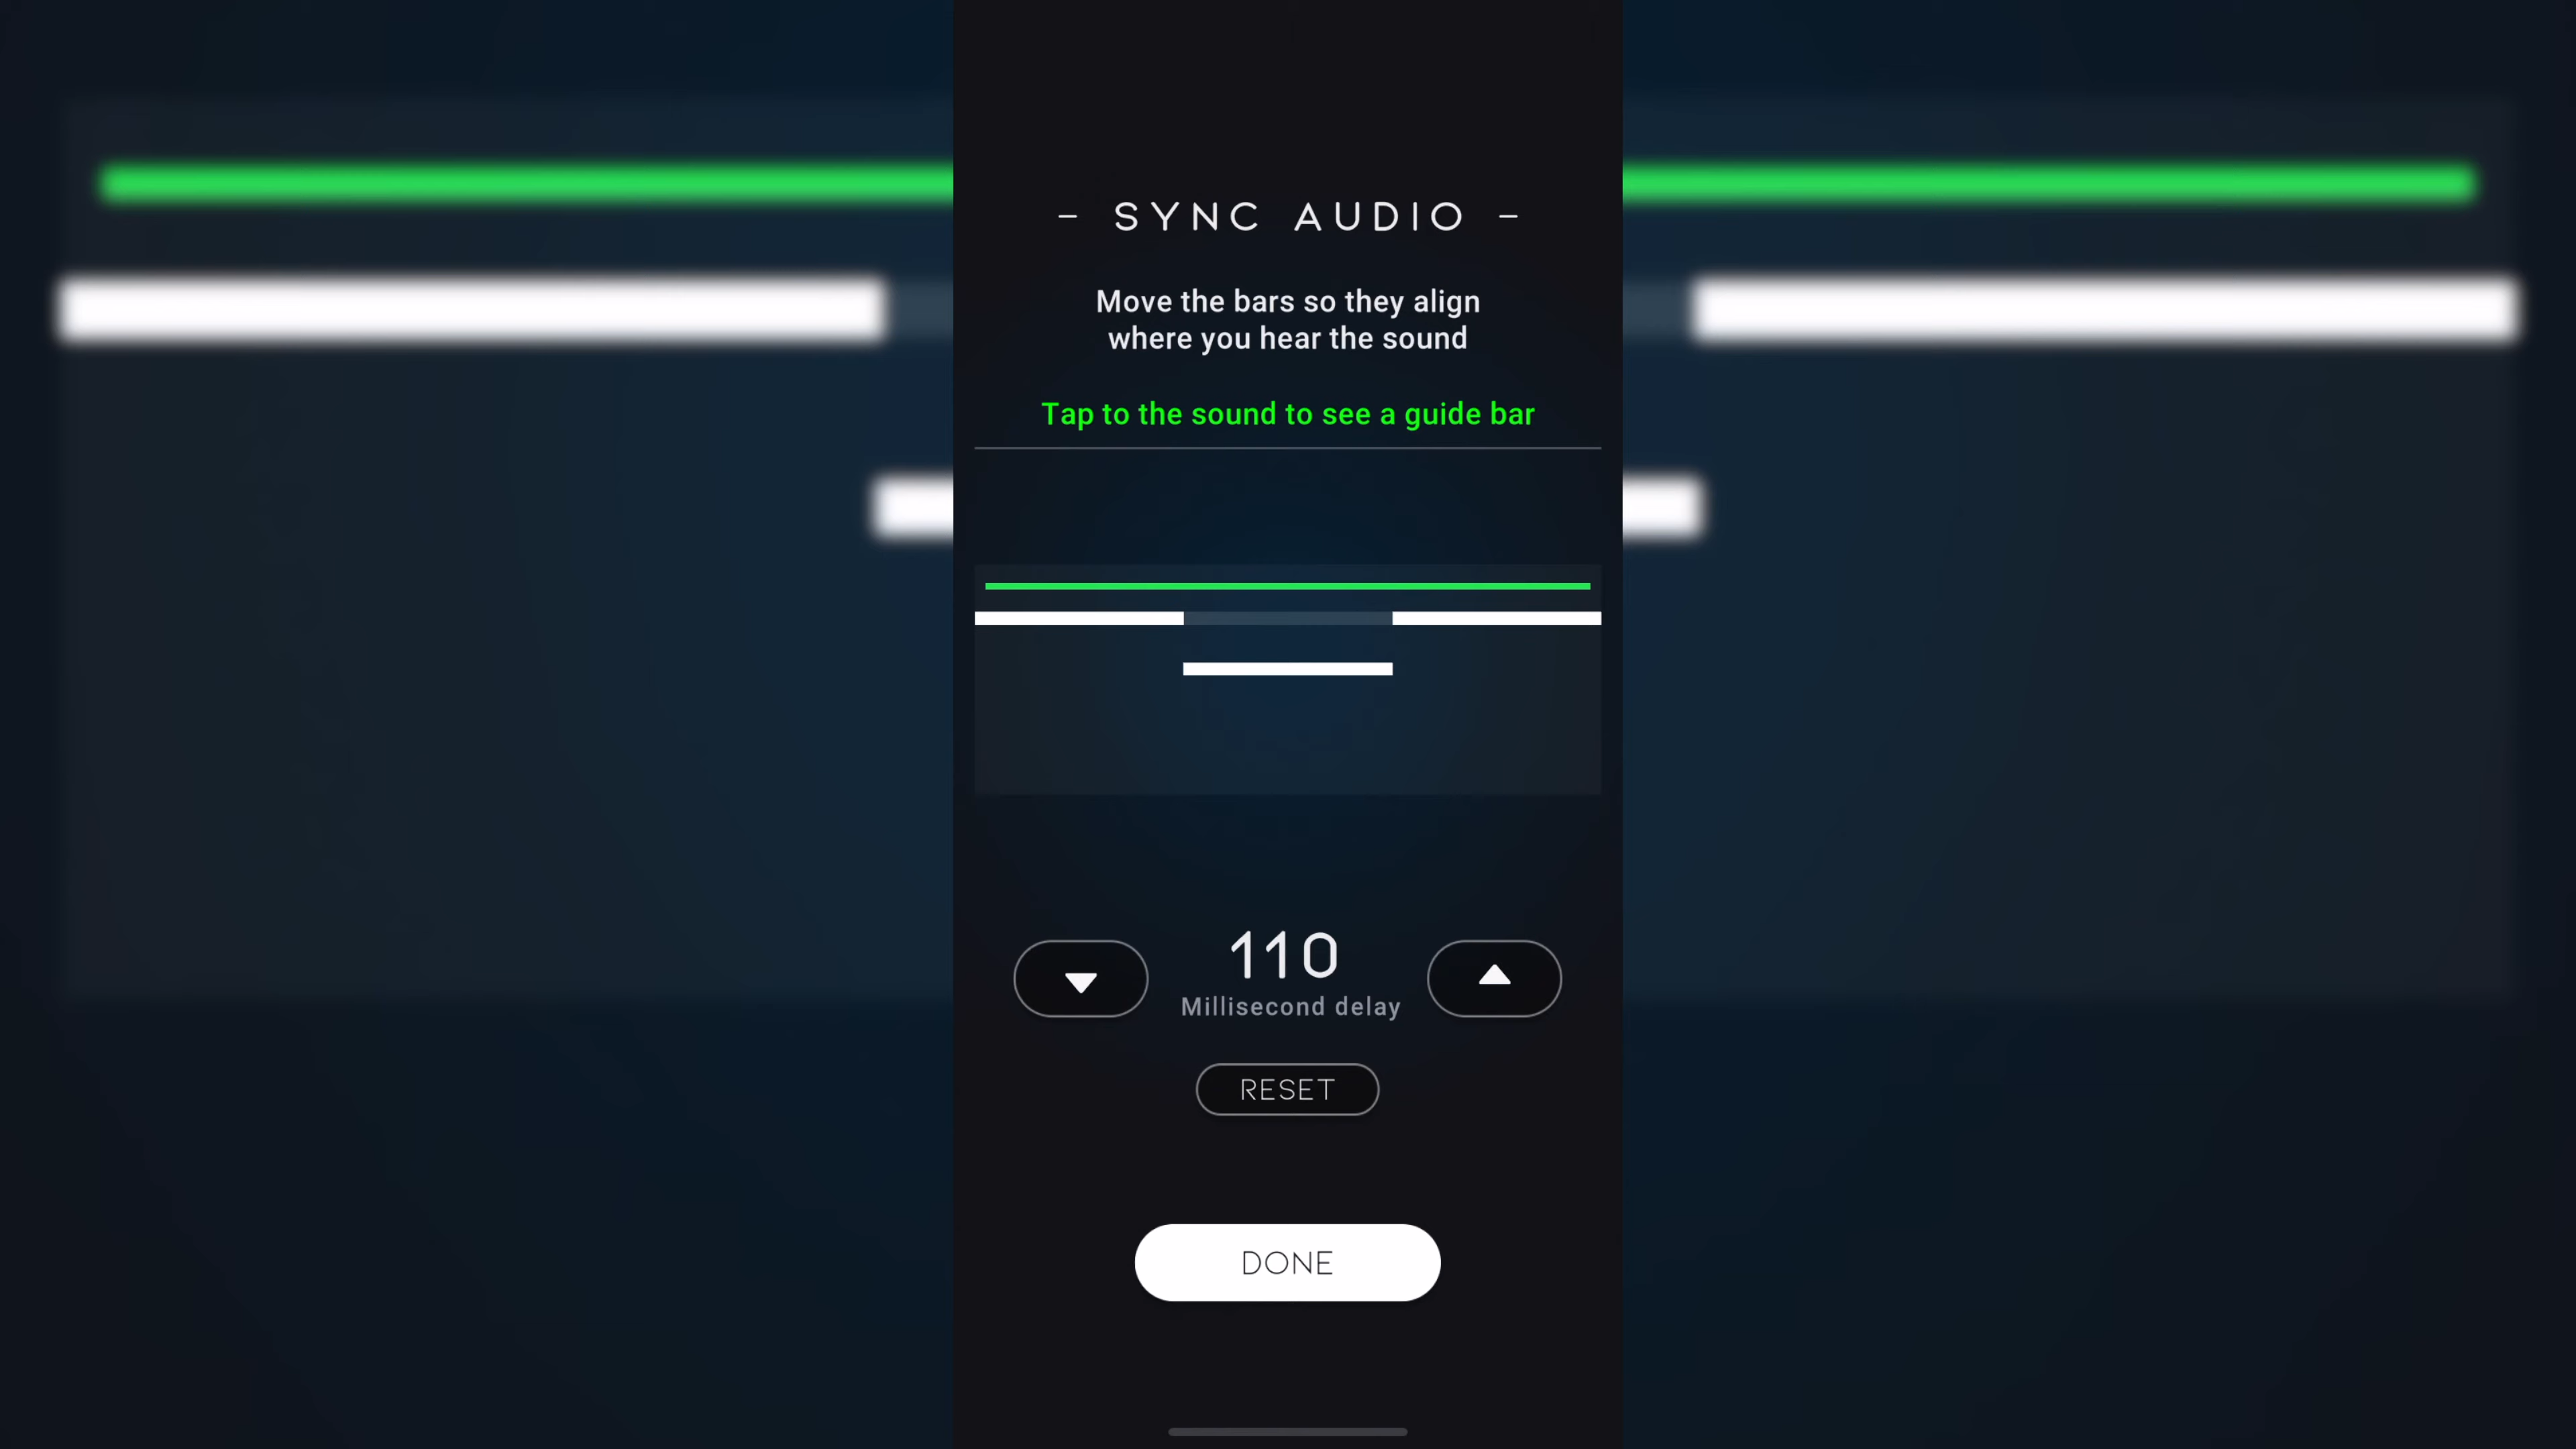 - SYNC AUDIO -
Move the bars so they align
where you hear the sound
Tap to the sound to see a guide bar
110
Millisecond delay
RESET
DONE